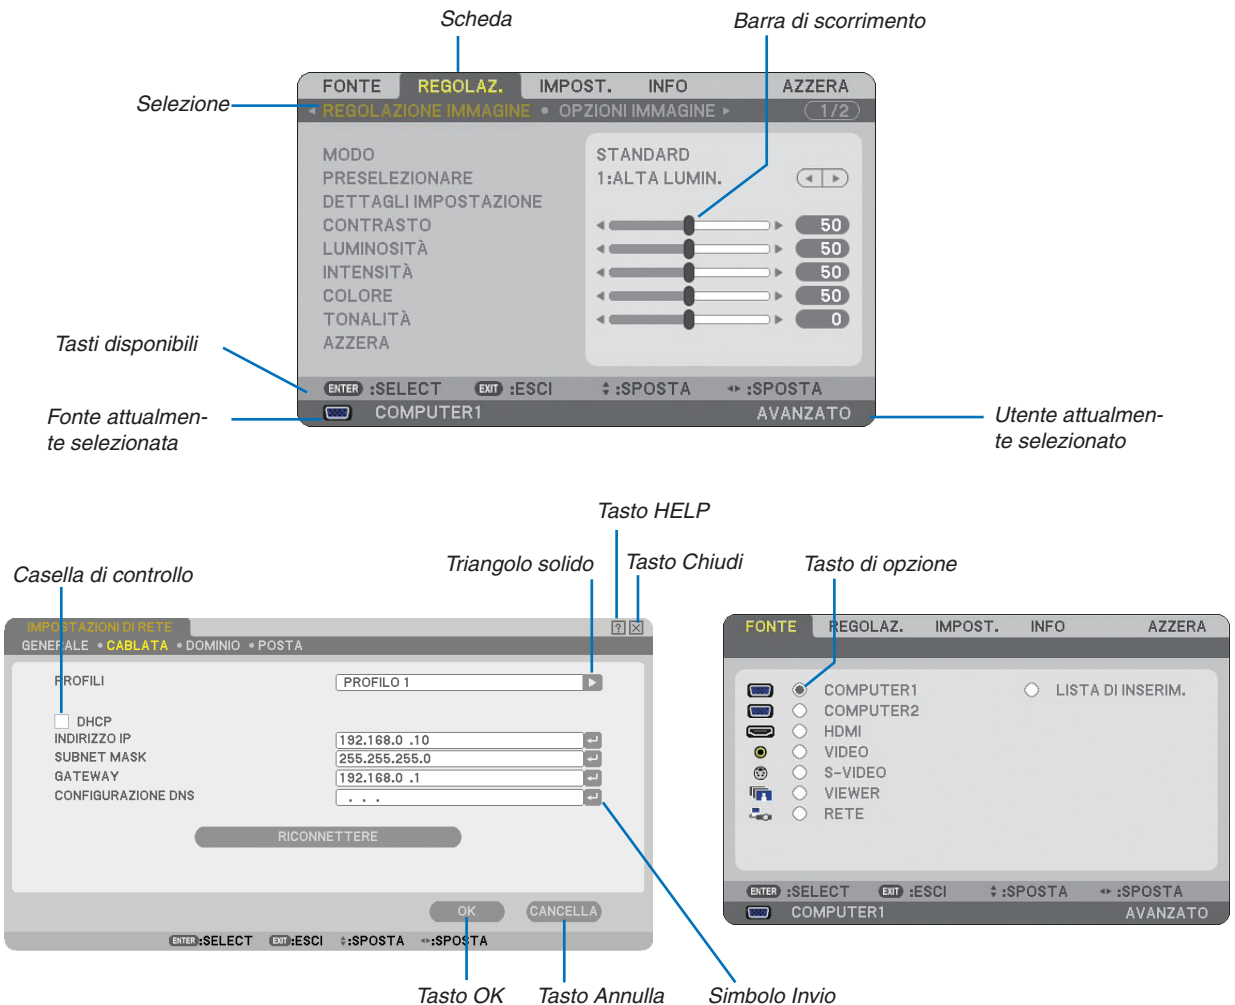 Scheda
Barra di scorrimento
FONTE REGOLAZ. IMPOST. INFO AZZERA
Selezione
REGOLAZIONE IMMAGINE OPZIONI IMMAGINE 1/2
MODO STANDARD
PRESELEZIONARE 1:ALTA LUMIN.
DETTAGLI IMPOSTAZIONE
CONTRASTO 50
LUMINOSITÀ 50
INTENSITÀ 50
COLORE 50
TONALITÀ 0
AZZERA
Tasti disponibili
ENTER :SELECT EXIT :ESCI :SPOSTA :SPOSTA
COMPUTER1 AVANZATO
Fonte attualmen-
te selezionata
Utente attualmen-
te selezionato
Tasto HELP
Casella di controllo
Triangolo solido
Tasto Chiudi
Tasto di opzione
IMPOSTAZIONI DI RETE ?
GENERALE • CABLATA • DOMINIO • POSTA
PROFILI PROFILO 1
DHCP
INDIRIZZO IP 192.168.0 .10
SUBNET MASK 255.255.255.0
GATEWAY 192.168.0 .1
CONFIGURAZIONE DNS . . .
RICONNETTERE
OK CANCELLA
ENTER:SELECT EXIT:ESCI :SPOSTA :SPOSTA
FONTE REGOLAZ. IMPOST. INFO AZZERA
COMPUTER1 LISTA DI INSERIM.
COMPUTER2
HDMI
VIDEO
S-VIDEO
VIEWER
RETE
ENTER :SELECT EXIT :ESCI :SPOSTA :SPOSTA
COMPUTER1 AVANZATO
Tasto OK
Tasto Annulla
Simbolo Invio